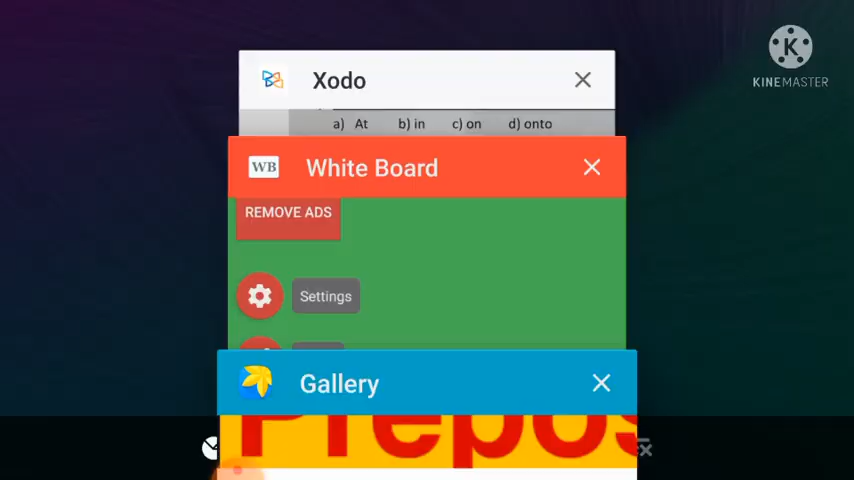 Xodo
KINEMASTER
a) At b) in c) on d) onto
WB White Board
REMOVE ADS
Settings
Gallery
Prepos